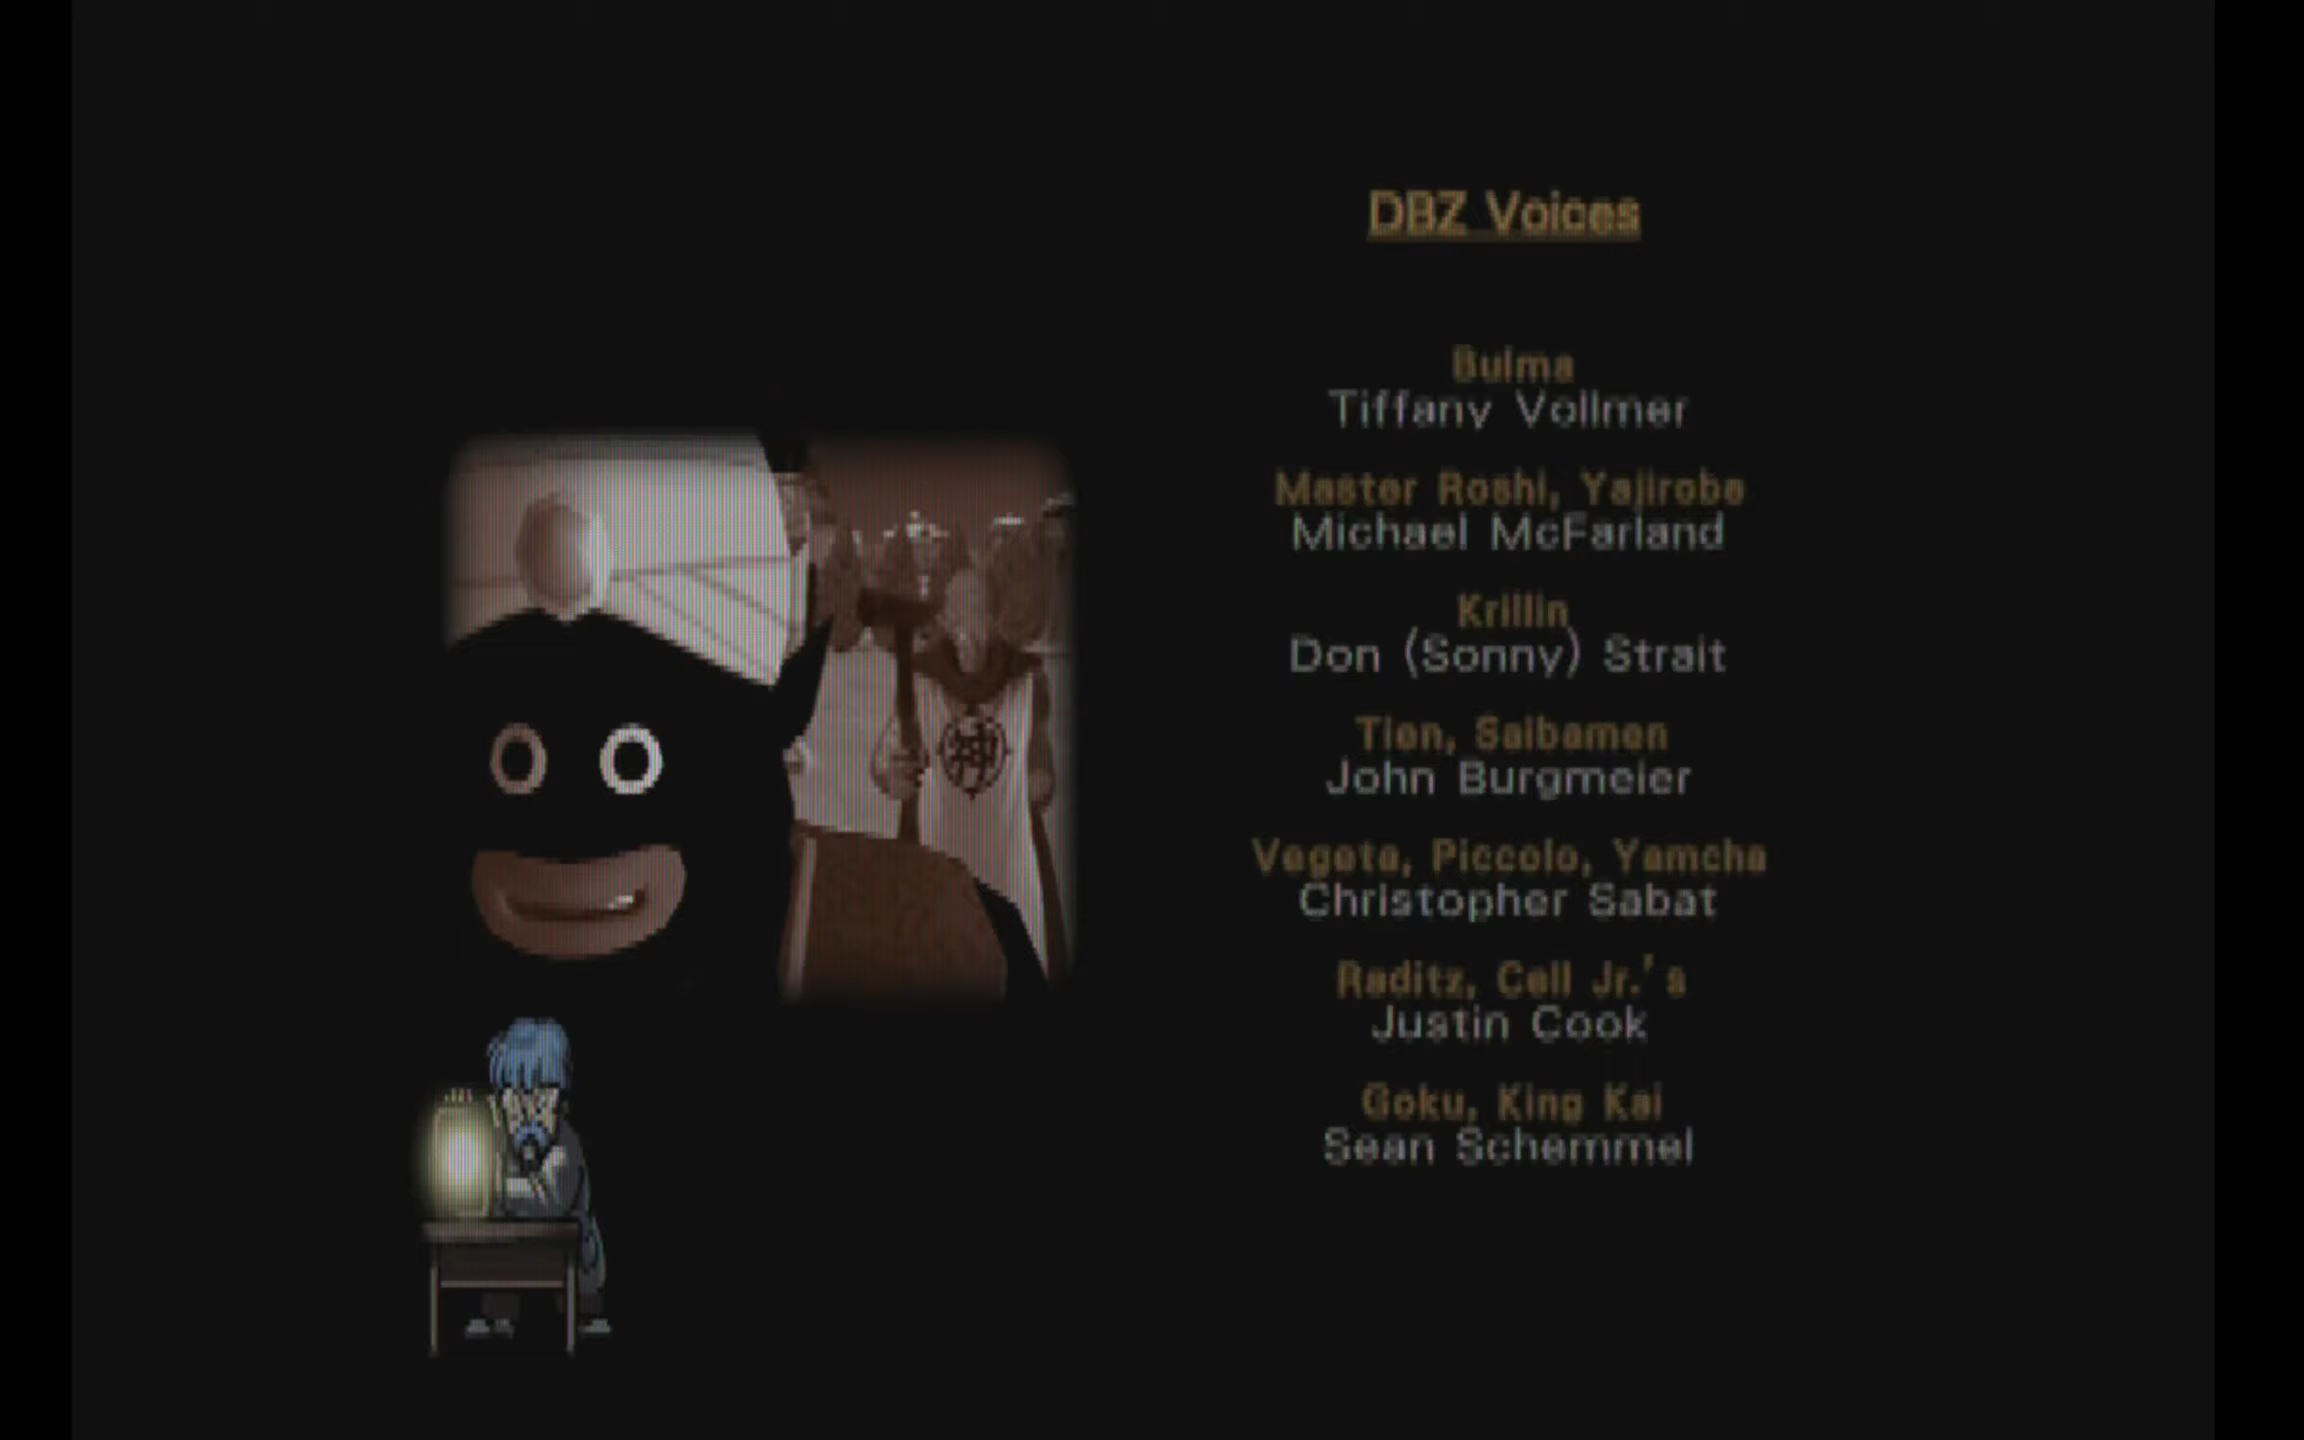 DBZ Voices
Bulma
Tiffany Vollmer
Master Roshi, Yajirobe
Michael McFarland
Krillin
Don (Sonny) Strait
Tien, Saibamen
John Burgmeier
Vegeta, Piccolo, Yamcha
Christopher Sabat
Raditz, Cell Jr.'s
Justin Cook
Goku, King Kai
Sean Schemmel
神